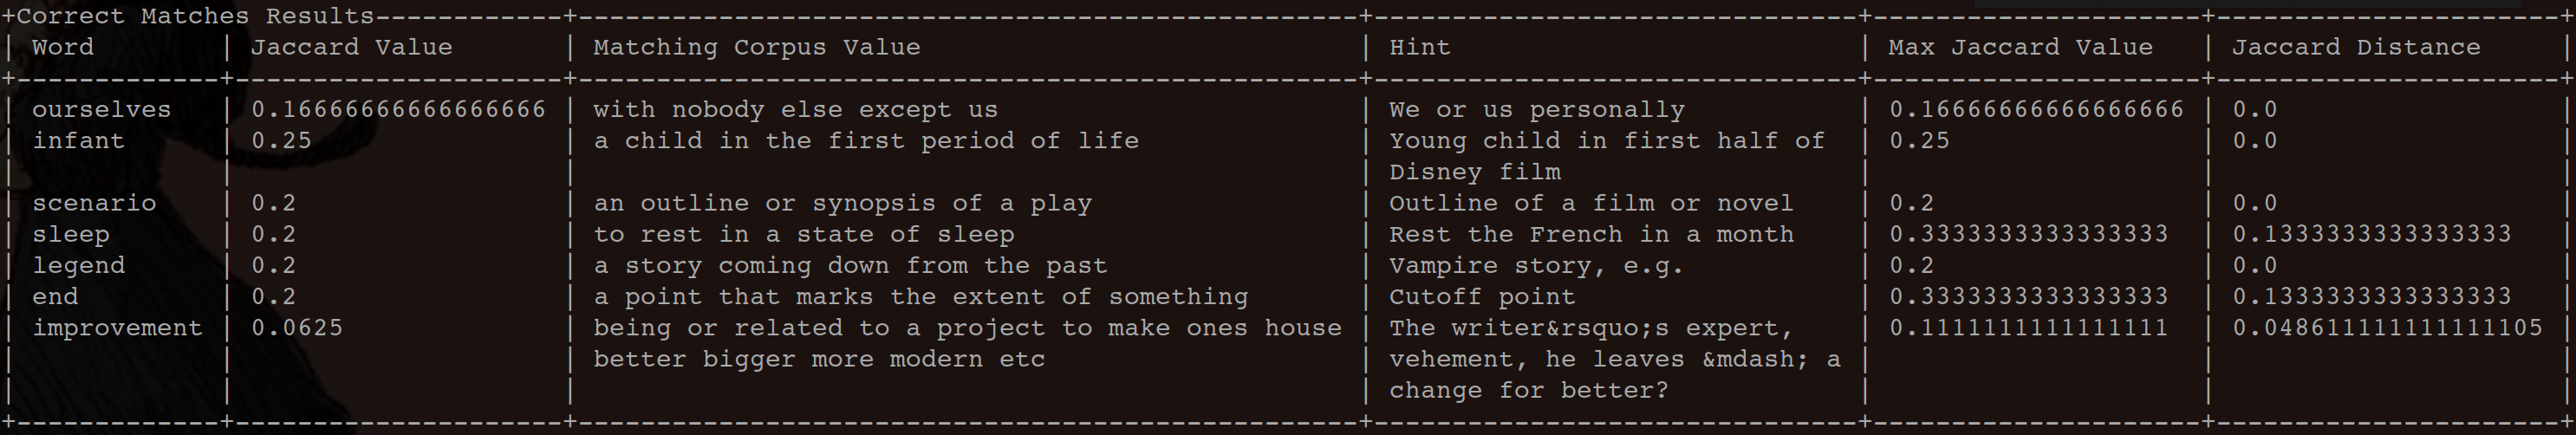 +Correct Matches Results------------+-------------------------------------------------+------------------------------+--------------------+-----------------------+
| Word | Jaccard Value | Matching Corpus Value | Hint | Max Jaccard Value | Jaccard Distance |
+-------------+---------------------+-------------------------------------------------+------------------------------+--------------------+-----------------------+
| ourselves | 0.16666666666666666 | with nobody else except us | We or us personally | 0.16666666666666666 | 0.0 |
| infant | 0.25 | a child in the first period of life | Young child in first half of | 0.25 | 0.0 |
| | | | Disney film | | |
| scenario | 0.2 | an outline or synopsis of a play | Outline of a film or novel | 0.2 | 0.0 |
| sleep | 0.2 | to rest in a state of sleep | Rest the French in a month | 0.3333333333333333 | 0.1333333333333333 |
| legend | 0.2 | a story coming down from the past | Vampire story, e.g. | 0.2 | 0.0 |
| end | 0.2 | a point that marks the extent of something | Cutoff point | 0.3333333333333333 | 0.1333333333333333 |
| improvement | 0.0625 | being or related to a project to make ones house | The writer&rsquo;s expert, | 0.1111111111111111 | 0.048611111111111105 |
| | | better bigger more modern etc | vehement, he leaves &mdash; a | | |
| | | | change for better? | | |
+-------------+---------------------+-------------------------------------------------+------------------------------+--------------------+-----------------------+